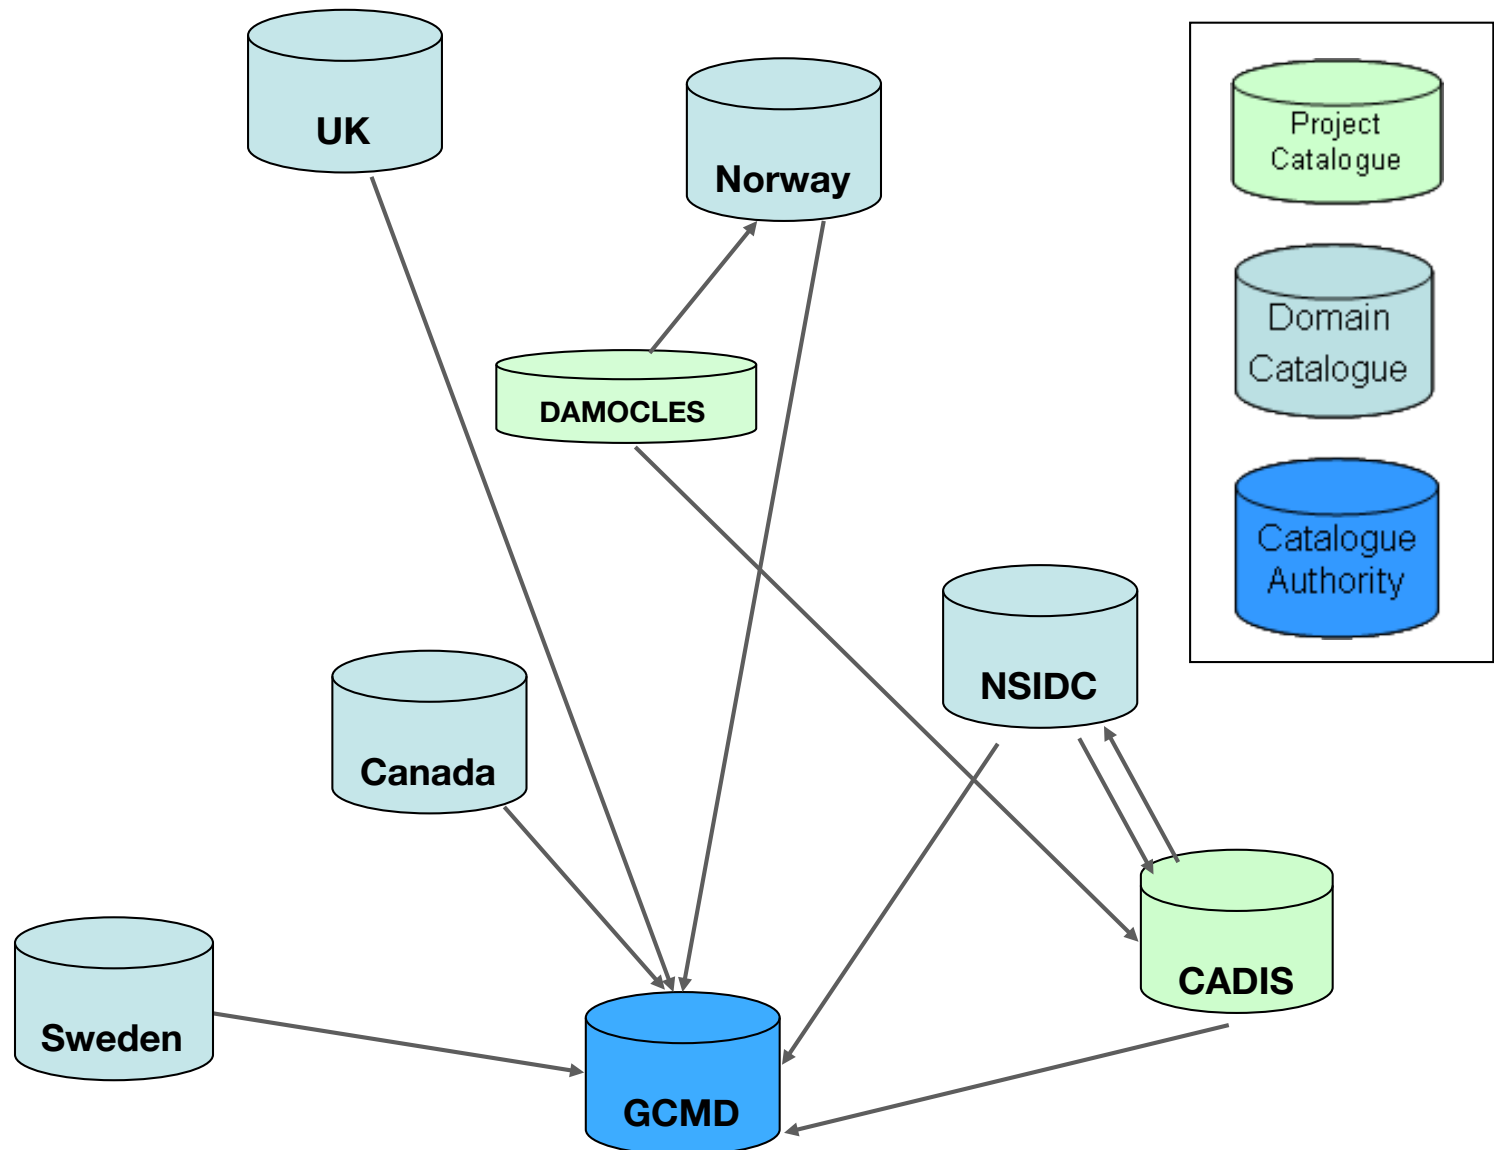 UK
Norway
Project
Catalogue
Domain
Catalogue
DAMOCLES
Catalogue
Authority
NSIDC
Canada
CADIS
Sweden
GCMD